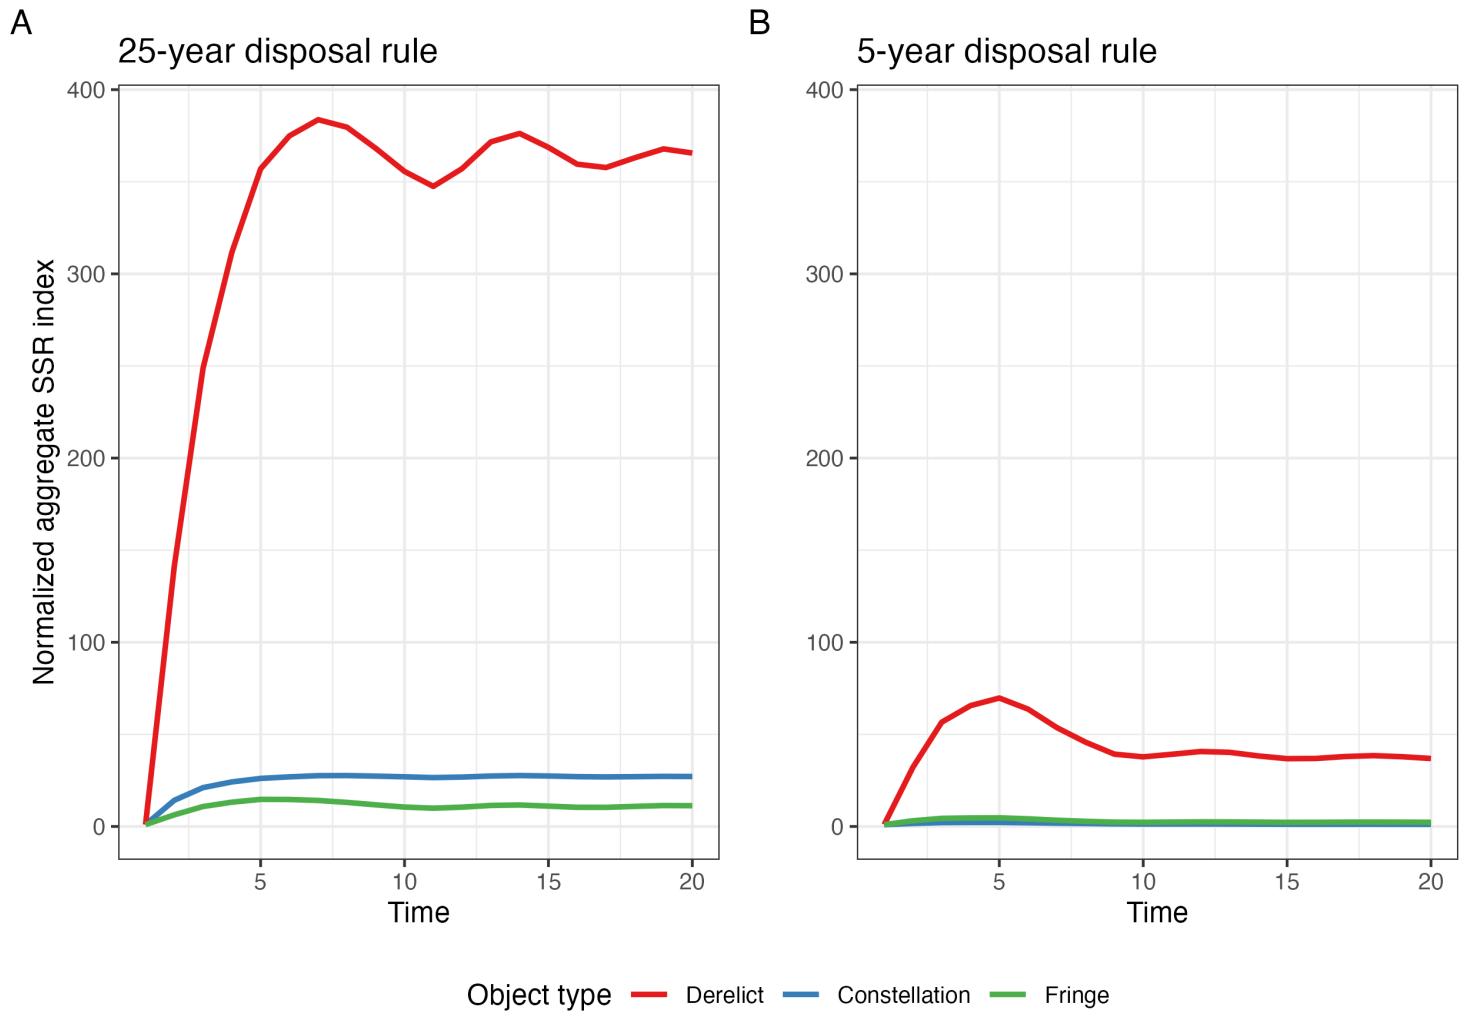 A
25-year disposal rule
Normalized aggregate SSR index
400
300
200
100
0
5
10
15
20
Time
B
5-year disposal rule
400
300
200
100
0
5
10
15
20
Time
Object type Derelict Constellation Fringe